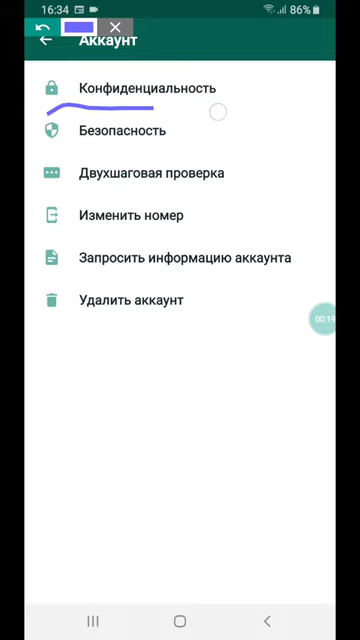 16:34 86%
Аккаунт
Конфиденциальность
Безопасность
Двухшаговая проверка
Изменить номер
Запросить информацию аккаунта
Удалить аккаунт
00:19